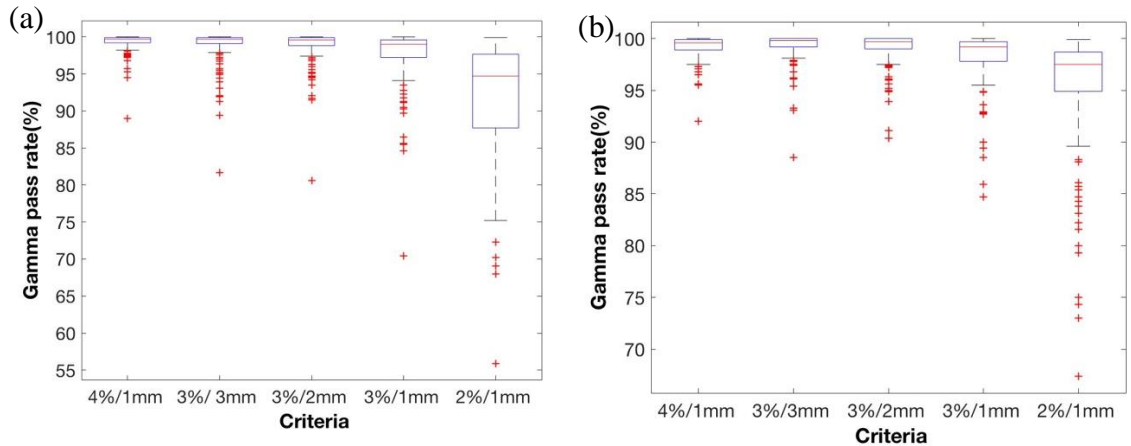 (a)
Gamma pass rate(%)
100
95
90
85
80
75
70
65
60
55
4%/1mm 3%/ 3mm 3%/2mm 3%/1mm 2%/1mm
Criteria
(b)
Gamma pass rate(%)
100
95
90
85
80
75
70
4%/1mm 3%/3mm 3%/2mm 3%/1mm 2%/1mm
Criteria